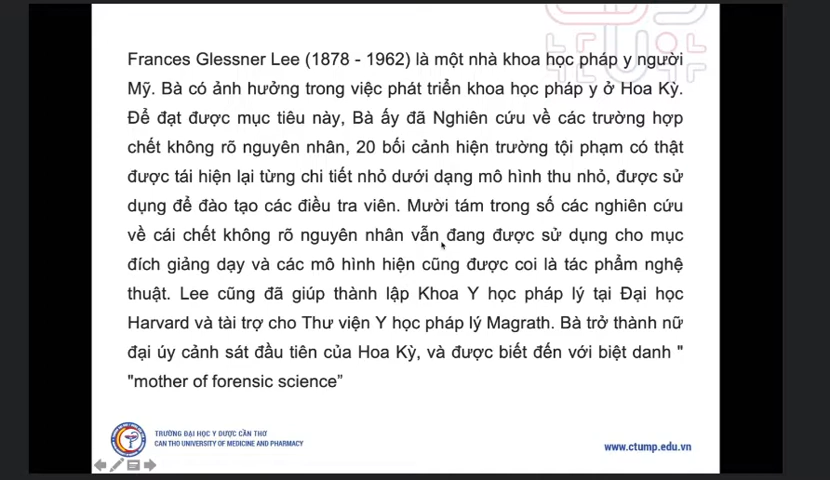 Frances Glessner Lee (1878 - 1962) là một nhà khoa học pháp y người
Mỹ. Bà có ảnh hưởng trong việc phát triển khoa học pháp y ở Hoa Kỳ.
Để đạt được mục tiêu này, Bà ấy đã Nghiên cứu về các trường hợp
chết không rõ nguyên nhân, 20 bối cảnh hiện trường tội phạm có thật
được tái hiện lại từng chi tiết nhỏ dưới dạng mô hình thu nhỏ, được sử
dụng để đào tạo các điều tra viên. Mười tám trong số các nghiên cứu
về cái chết không rõ nguyên nhân vẫn đang được sử dụng cho mục
đích giảng dạy và các mô hình hiện cũng được coi là tác phẩm nghệ
thuật. Lee cũng đã giúp thành lập Khoa Y học pháp lý tại Đại học
Harvard và tài trợ cho Thư viện Y học pháp lý Magrath. Bà trở thành nữ
đại úy cảnh sát đầu tiên của Hoa Kỳ, và được biết đến với biệt danh "
"mother of forensic science”
TRƯỜNG ĐẠI HỌC Y DƯỢC CẦN THƠ
CAN THO UNIVERSITY OF MEDICINE AND PHARMACY
www.ctump.edu.vn